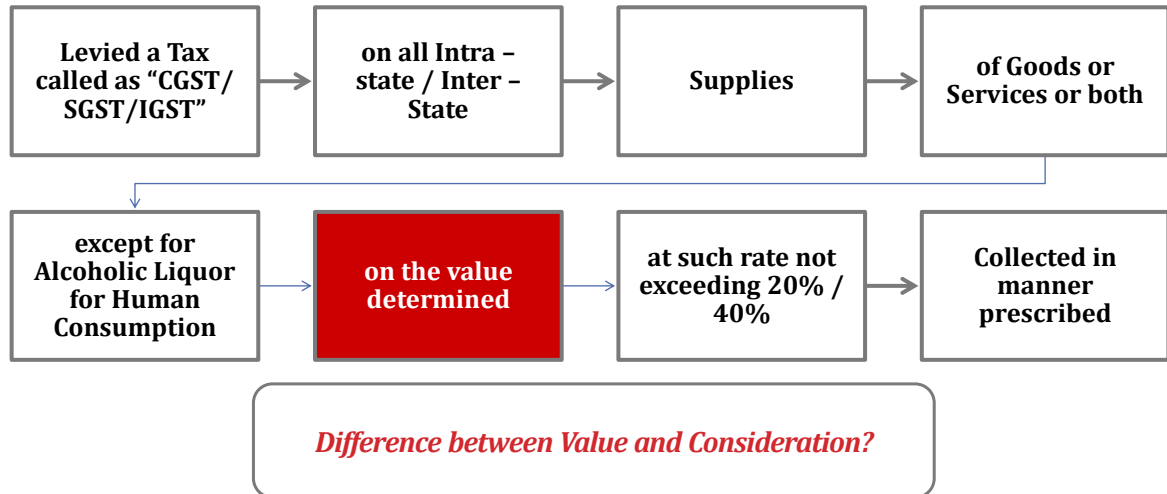 Levied a Tax
called as “CGST/
SGST/IGST”
on all Intra –
state / Inter –
State
Supplies
of Goods or
Services or both
except for
Alcoholic Liquor
for Human
Consumption
on the value
determined
at such rate not
exceeding 20% /
40%
Collected in
manner
prescribed
Difference between Value and Consideration?